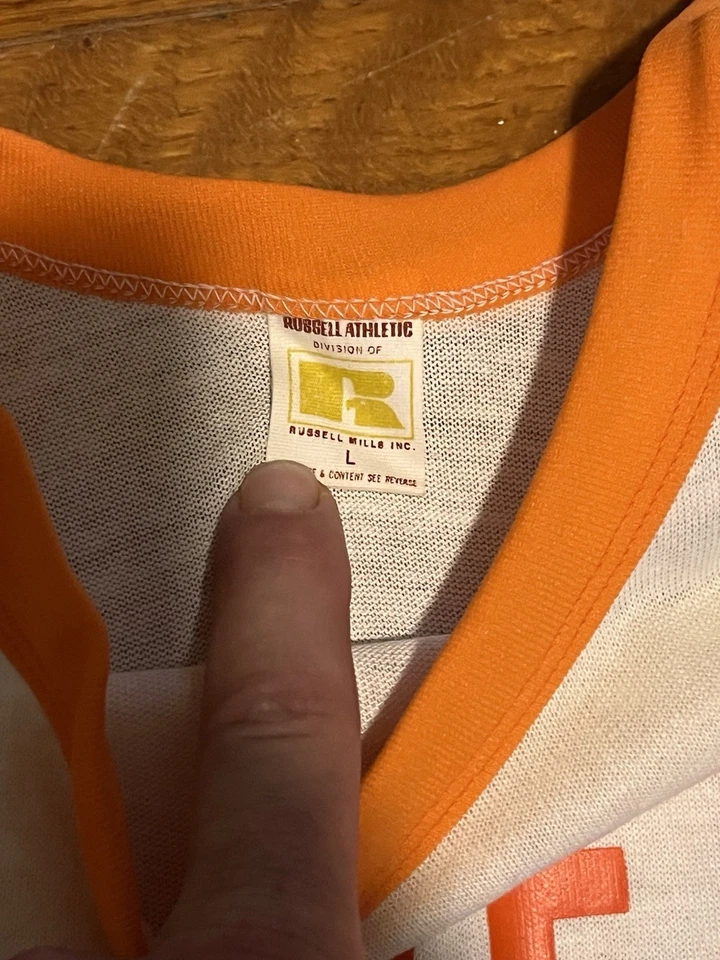 RUSSELL ATHLETIC
DIVISION OF
R
RUSSELL MILLS INC.
L
& CONTENT SEE REVERSE